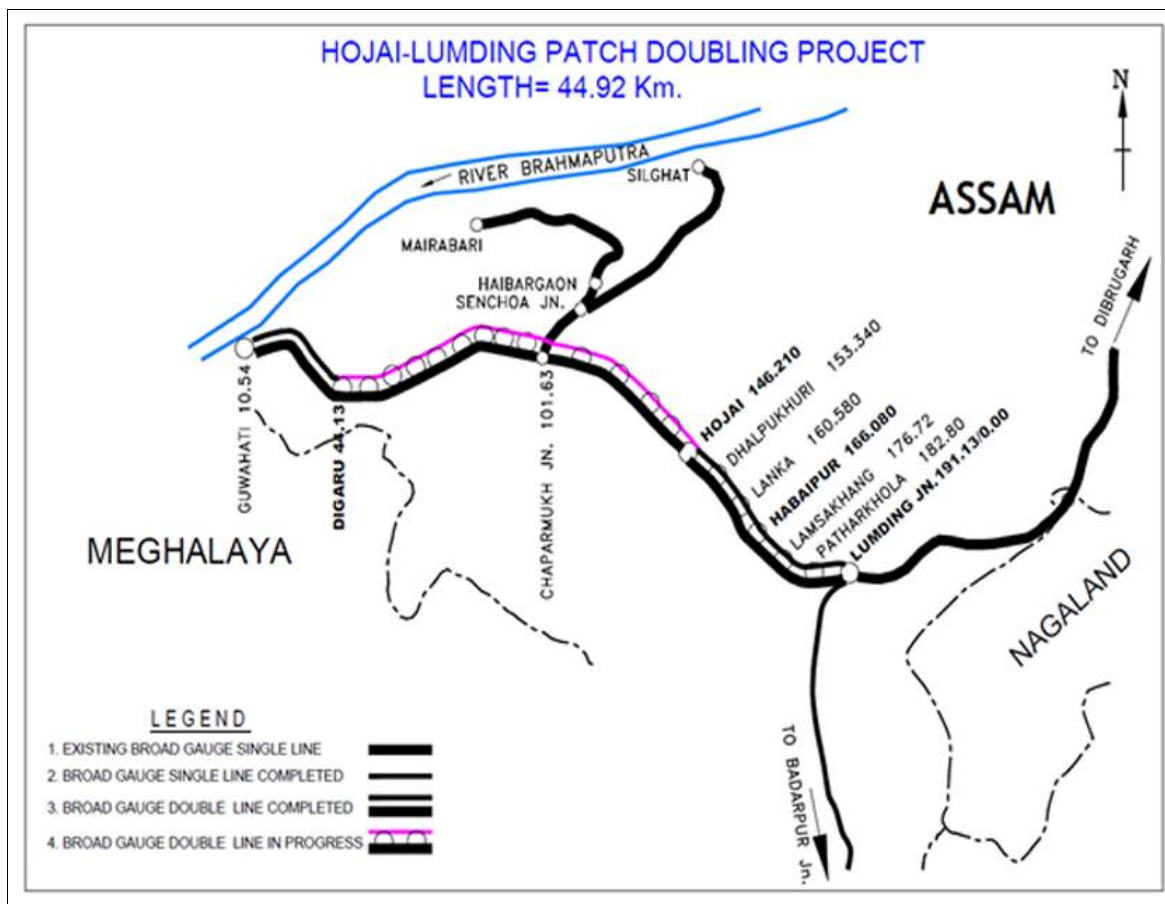 HOJAI-LUMDING PATCH DOUBLING PROJECT
LENGTH= 44.92 Km.
N
RIVER BRAHMAPUTRA
SILGHAT
ASSAM
MAIRABARI
HAIBARGAON
SENCHOA JN.
TO DIBRUGARH
GUWAHATI 10.54
DIGARU 44.13
CHAPARMUKH JN. 101.63
HOJAI 146.210
DHALPUKHURI 153.340
LANKA 160.580
HABAIPUR 166.080
LAMSAKHANG 176.72
PATHARKHOLA 182.80
LUMDING JN.191.13/0.00
MEGHALAYA
NAGALAND
TO BADARPUR Jn.
LEGEND
1. EXISTING BROAD GAUGE SINGLE LINE
2. BROAD GAUGE SINGLE LINE COMPLETED
3. BROAD GAUGE DOUBLE LINE COMPLETED
4. BROAD GAUGE DOUBLE LINE IN PROGRESS